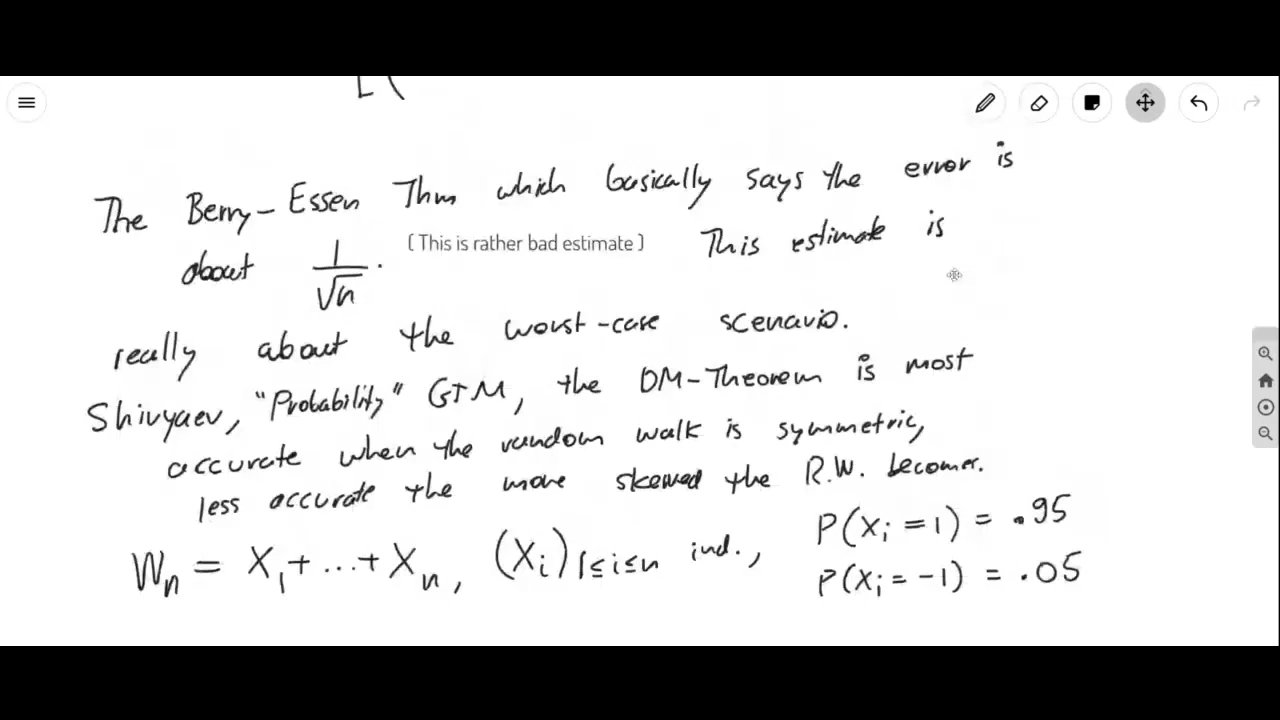 [(
The Berry-Essen Thm which basically says the error is
about 1/√n. (This is rather bad estimate) This estimate is
really about the worst-case scenario.
Shivyaev, "Probability" GTM, the DM-Theorem is most
accurate when the random walk is symmetric,
less accurate the more skewed the R.W. becomes.
Wₙ = X₁+...+Xₙ, (Xᵢ)₁≤ᵢ≤ₙ ind., P(Xᵢ=1) = .95
P(Xᵢ=-1) = .05